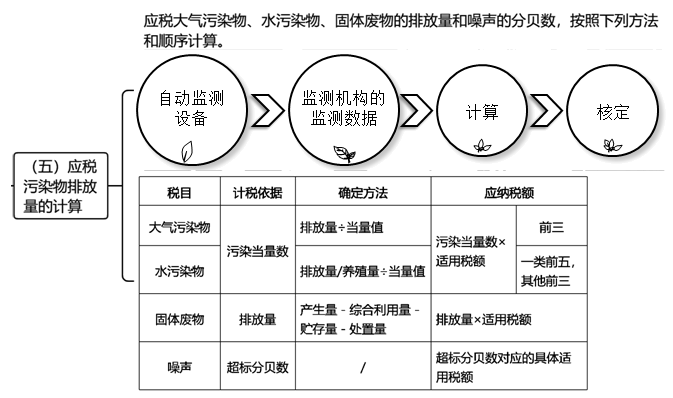 应税大气污染物、水污染物、固体废物的排放量和噪声的分贝数，按照下列方法
和顺序计算。
自动监测
设备
监测机构的
监测数据
计算
核定
（五）应税
污染物排放
量的计算
税目 计税依据 确定方法 应纳税额
大气污染物 污染当量数 排放量÷当量值 污染当量数×
适用税额 前三
水污染物 排放量/养殖量÷当量值 一类前五，
其他前三
固体废物 排放量 产生量－综合利用量－
贮存量－处置量 排放量×适用税额
噪声 超标分贝数 / 超标分贝数对应的具体适
用税额